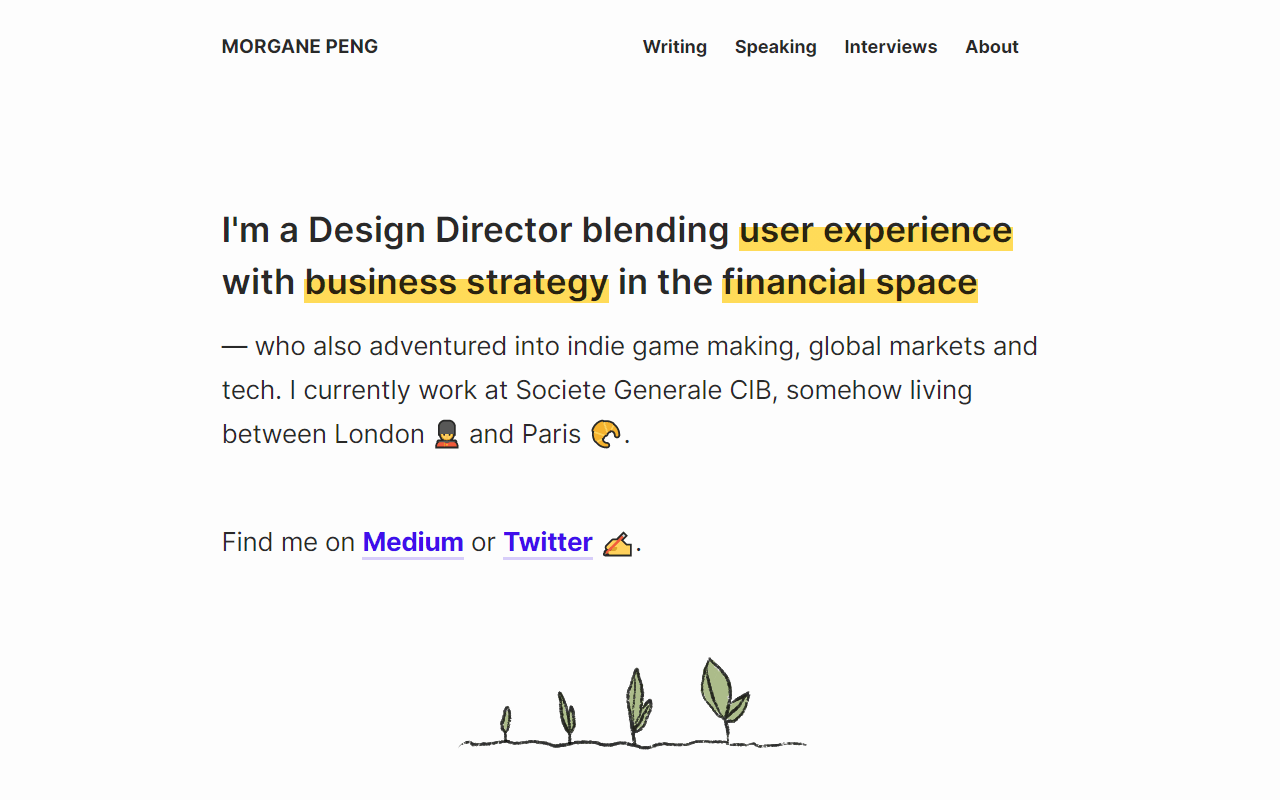 MORGANE PENG
Writing Speaking Interviews About
I'm a Design Director blending user experience
with business strategy in the financial space
— who also adventured into indie game making, global markets and
tech. I currently work at Societe Generale CIB, somehow living
between London 💂 and Paris 🥐.
Find me on Medium or Twitter ✍️.